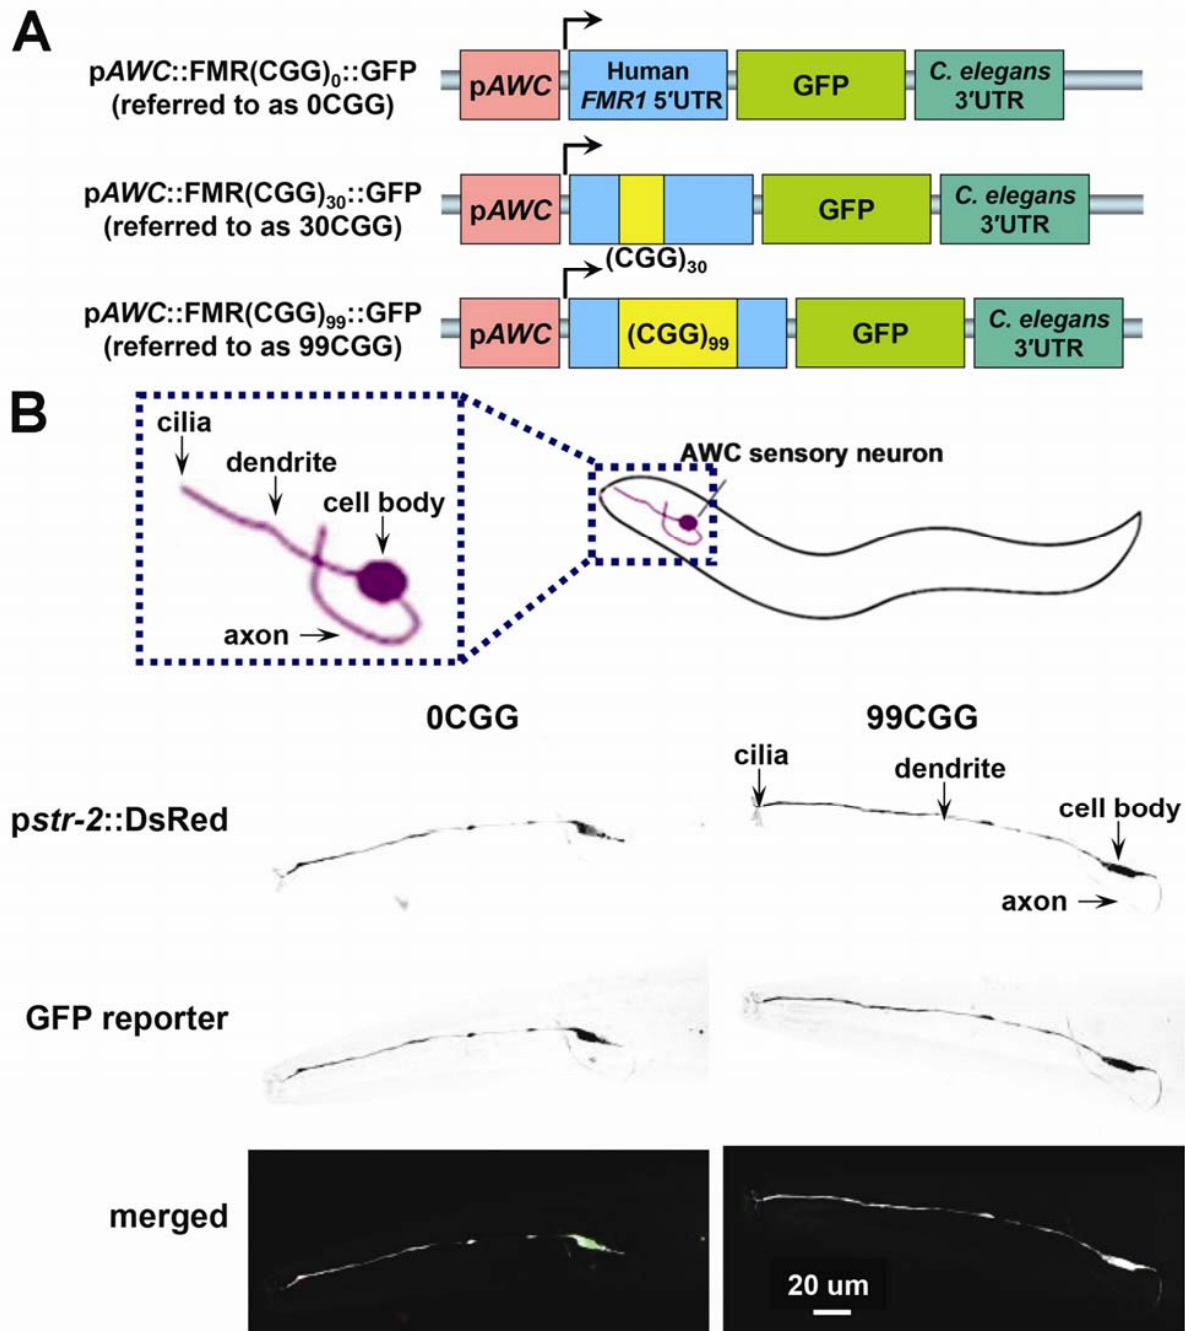 A
pAWC::FMR(CGG)0::GFP
(referred to as 0CGG)
pAWC
Human
FMR1 5'UTR
GFP
C. elegans
3'UTR
pAWC::FMR(CGG)30::GFP
(referred to as 30CGG)
pAWC
GFP
C. elegans
3'UTR
(CGG)30
pAWC::FMR(CGG)99::GFP
(referred to as 99CGG)
pAWC
(CGG)99
GFP
C. elegans
3'UTR
B
cilia
dendrite
cell body
axon
AWC sensory neuron
0CGG
99CGG
pstr-2::DsRed
cilia
dendrite
cell body
axon
GFP reporter
merged
20 um